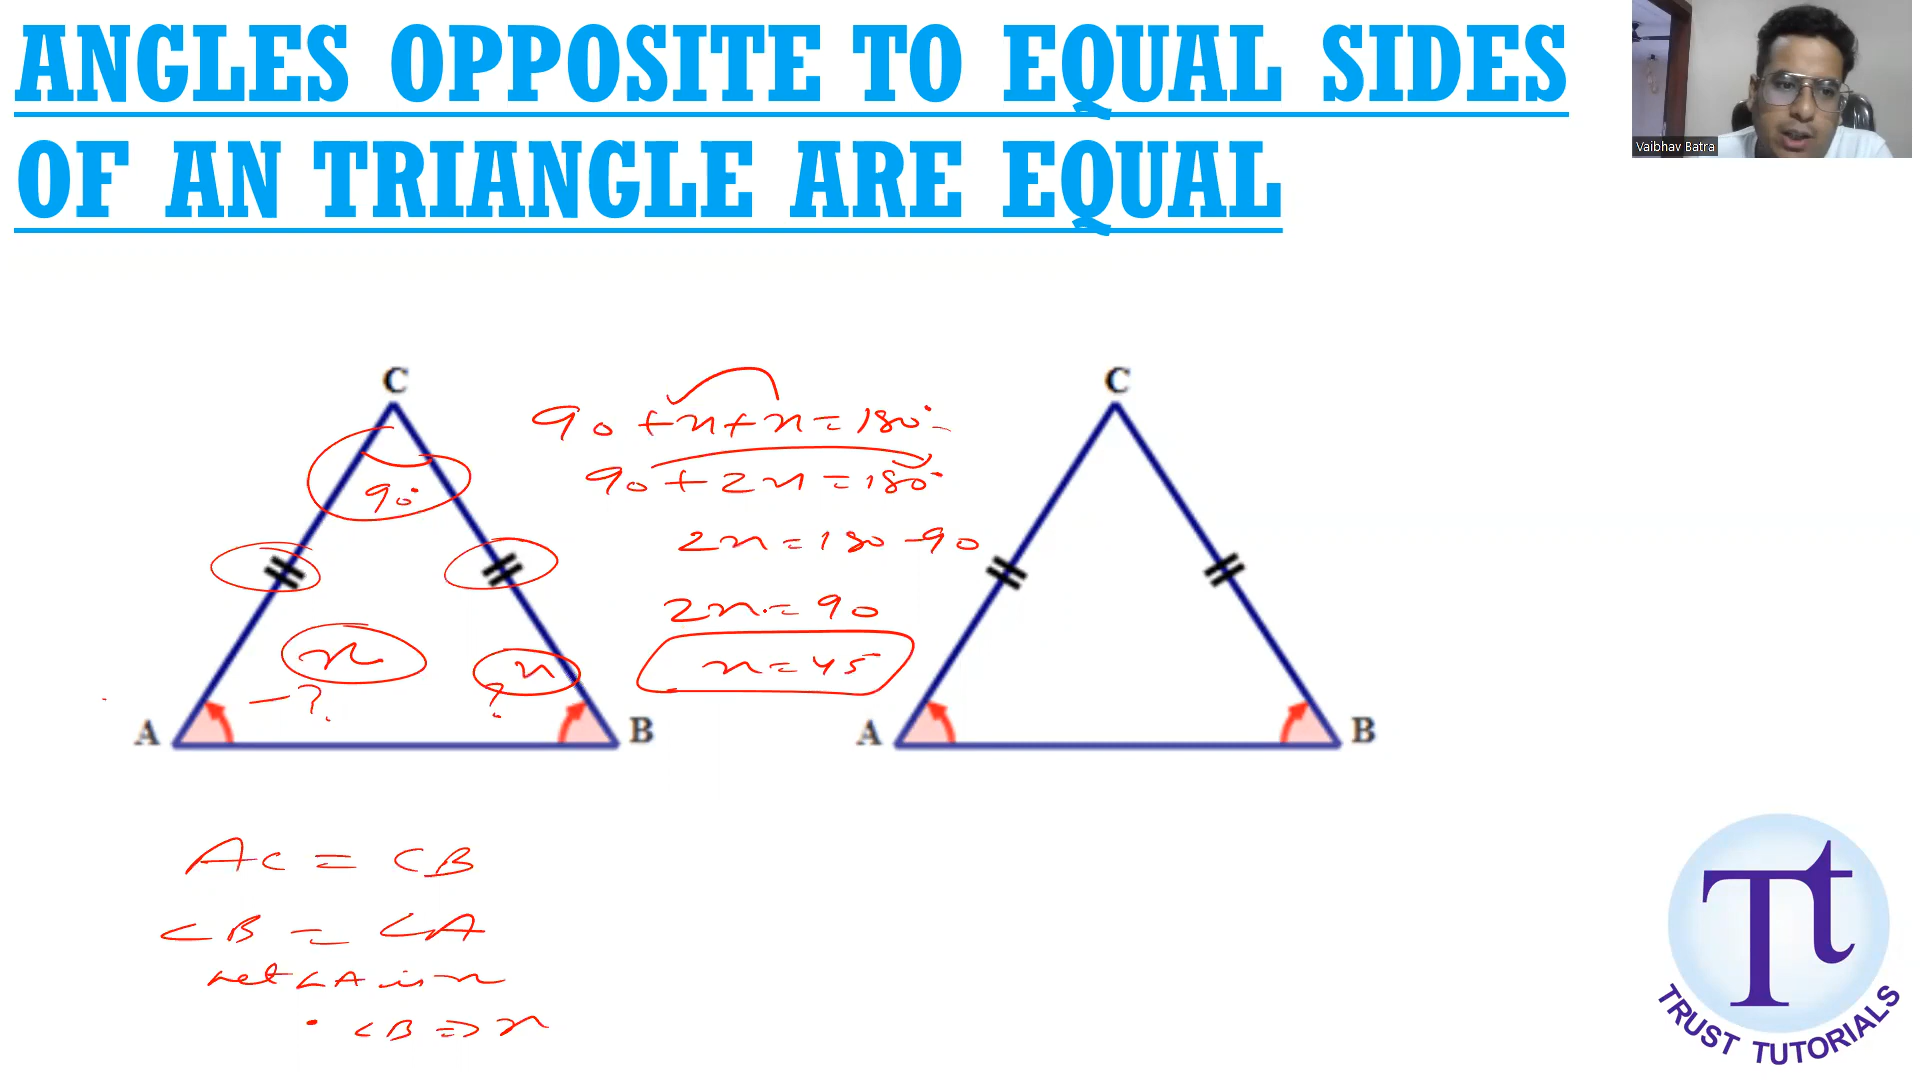 ANGLES OPPOSITE TO EQUAL SIDES
OF AN TRIANGLE ARE EQUAL
Vaibhav Batra
C
90°
x
x
-?
?
A
B
90 + x + x = 180°
90 + 2x = 180°
2x = 180 - 90
2x = 90
x = 45
C
A
B
AC = CB
∠B = ∠A
Let ∠A is x
∠B => x
Tt
TRUST TUTORIALS